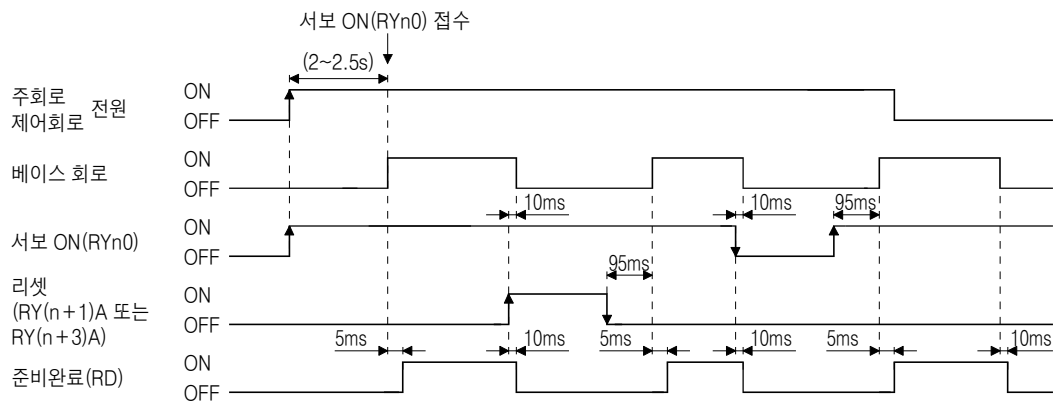 서보 ON(RYn0) 접수
(2~2.5s)
주회로
제어회로 전원
ON
OFF
베이스 회로
ON
OFF
10ms
10ms
95ms
서보 ON(RYn0)
ON
OFF
95ms
리셋
(RY(n+1)A 또는
RY(n+3)A)
ON
OFF
5ms
10ms
5ms
10ms
5ms
10ms
준비완료(RD)
ON
OFF